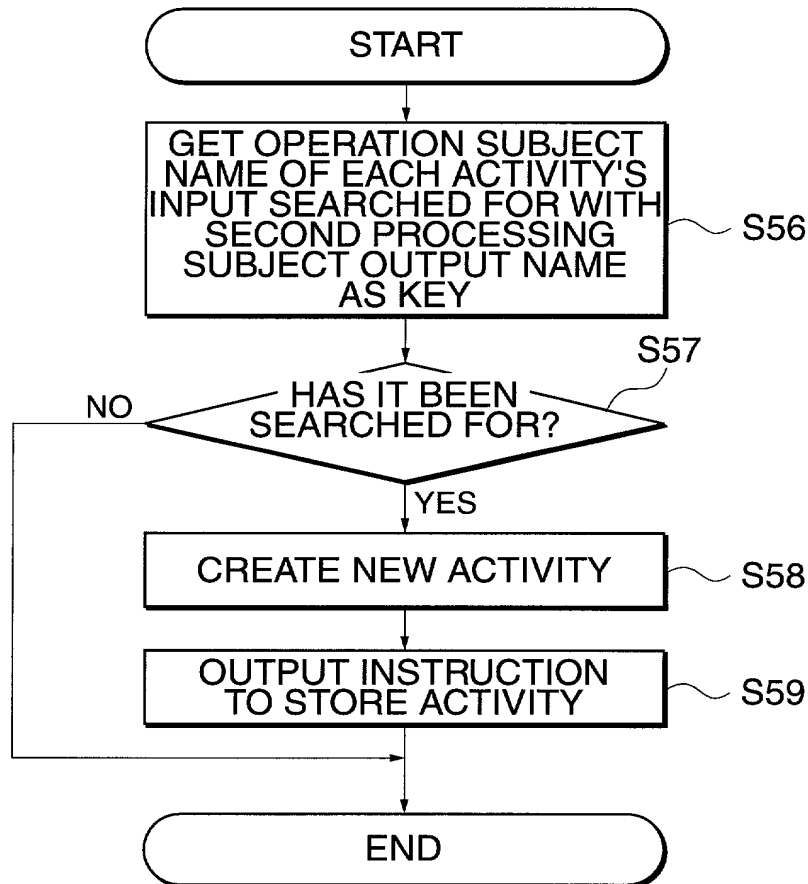 START
GET OPERATION SUBJECT
NAME OF EACH ACTIVITY'S
INPUT SEARCHED FOR WITH
SECOND PROCESSING
SUBJECT OUTPUT NAME
AS KEY
S56
S57
HAS IT BEEN
SEARCHED FOR?
NO
YES
CREATE NEW ACTIVITY
S58
OUTPUT INSTRUCTION
TO STORE ACTIVITY
S59
END